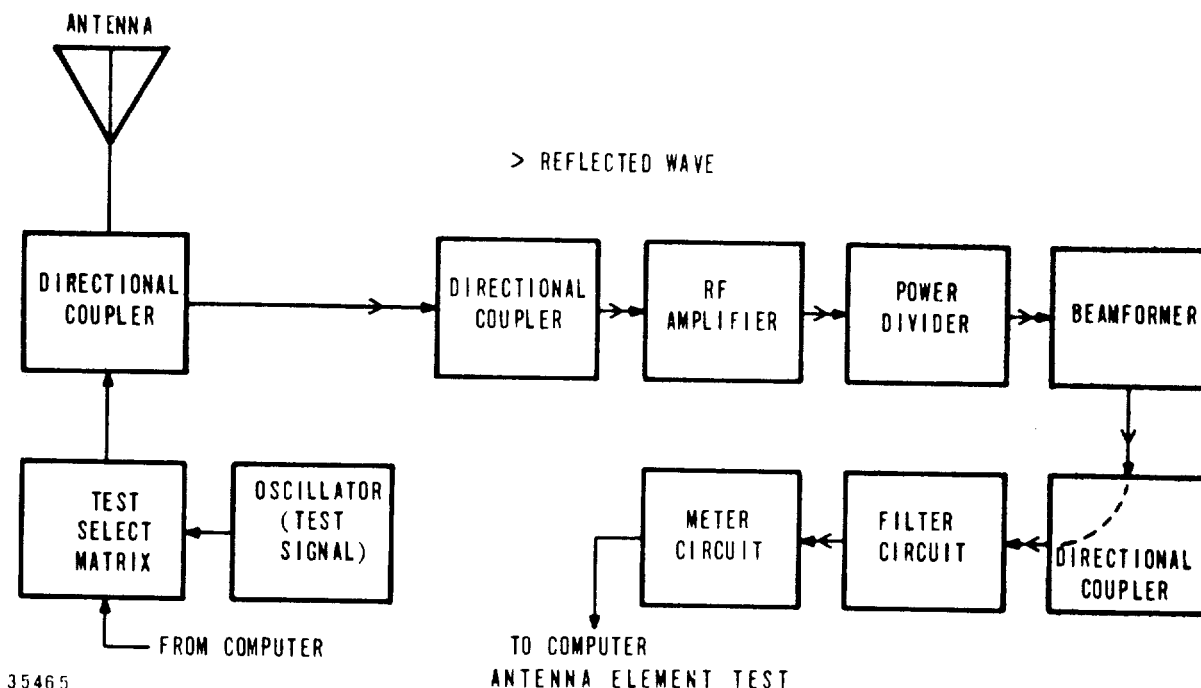 ANTENNA
> REFLECTED WAVE
DIRECTIONAL
COUPLER
DIRECTIONAL
COUPLER
RF
AMPLIFIER
POWER
DIVIDER
BEAMFORMER
TEST
SELECT
MATRIX
OSCILLATOR
(TEST
SIGNAL)
METER
CIRCUIT
FILTER
CIRCUIT
DIRECTIONAL
COUPLER
FROM COMPUTER
TO COMPUTER
ANTENNA ELEMENT TEST
35465